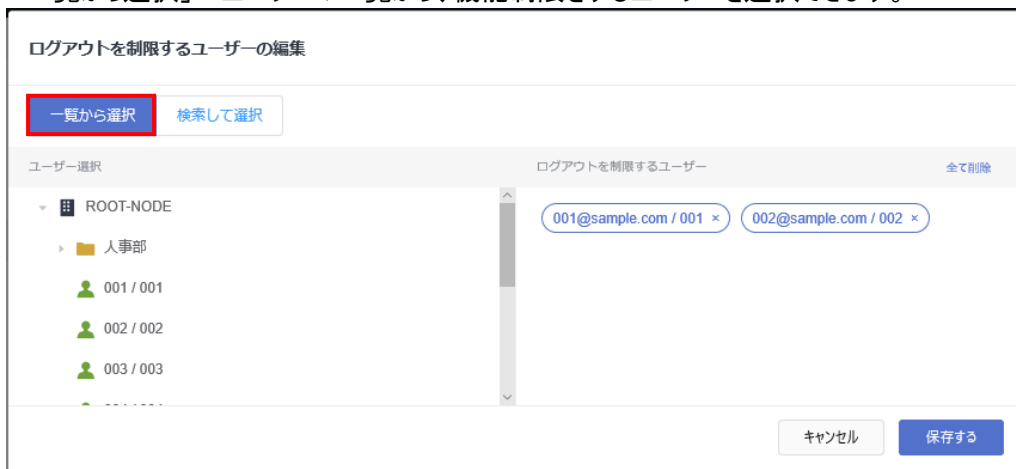 ログアウトを制限するユーザーの編集
一覧から選択 検索して選択
ユーザー選択 ログアウトを制限するユーザー 全て削除
ROOT-NODE
001@sample.com / 001 × 002@sample.com / 002 ×
人事部
001 / 001
002 / 002
003 / 003
キャンセル 保存する